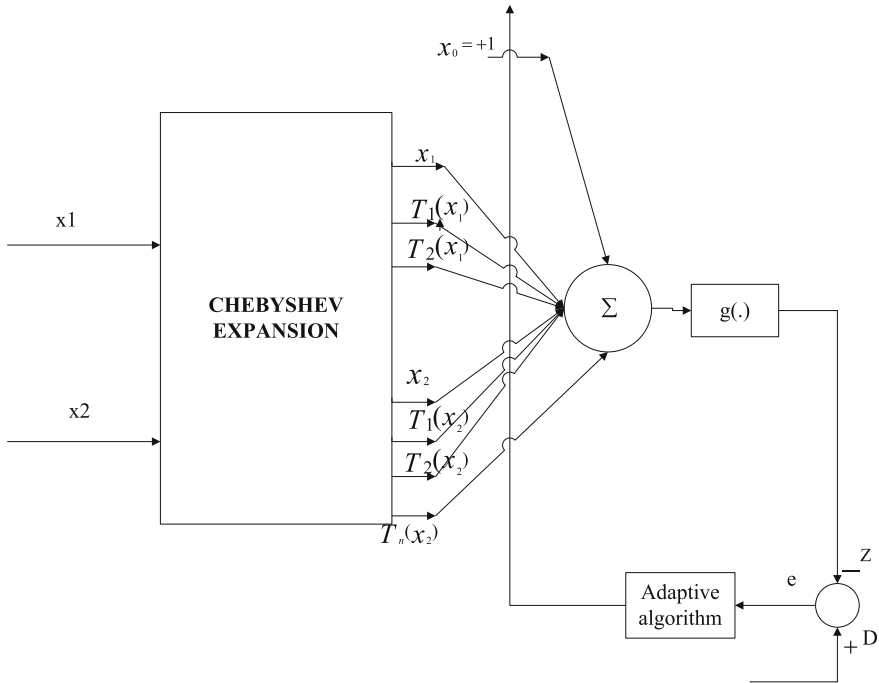 x₀ = +1
x₁
T₁(x₁)
x1
T₂(x₁)
CHEBYSHEV
EXPANSION
Σ
g(.)
x₂
x2
T₁(x₂)
T₂(x₂)
Tₙ(x₂)
− Z
e
Adaptive
algorithm
+ D